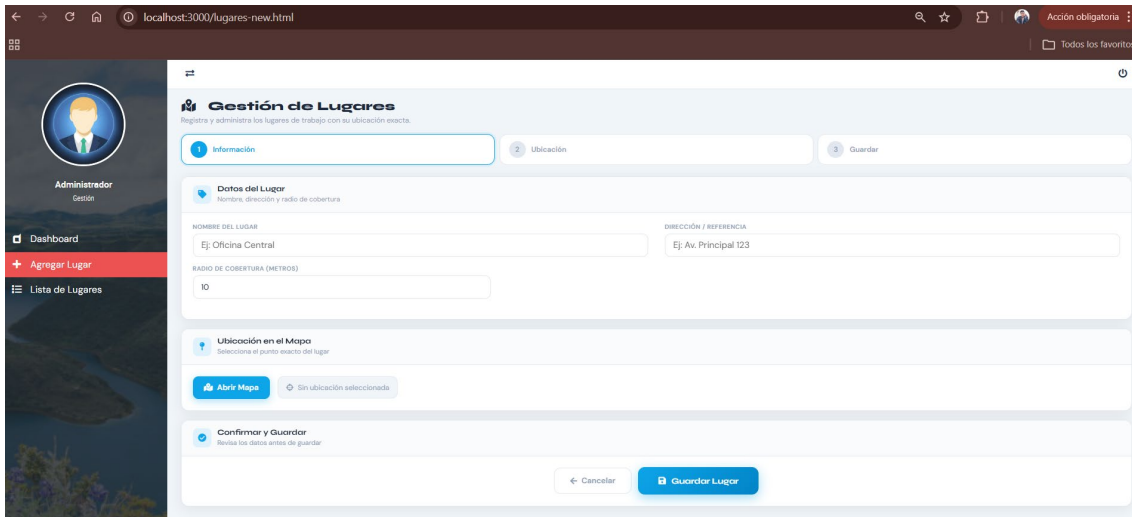 localhost:3000/lugares-new.html
Acción obligatoria
Todos los favoritos
Administrador
Gestión
Dashboard
Agregar Lugar
Lista de Lugares
Gestión de Lugares
Registra y administra los lugares de trabajo con su ubicación exacta.
1 Información
2 Ubicación
3 Guardar
Datos del Lugar
Nombre, dirección y radio de cobertura
NOMBRE DEL LUGAR
Ej: Oficina Central
DIRECCIÓN / REFERENCIA
Ej: Av. Principal 123
RADIO DE COBERTURA (METROS)
10
Ubicación en el Mapa
Selecciona el punto exacto del lugar
Abrir Mapa
Sin ubicación seleccionada
Confirmar y Guardar
Revisa los datos antes de guardar
Cancelar
Guardar Lugar